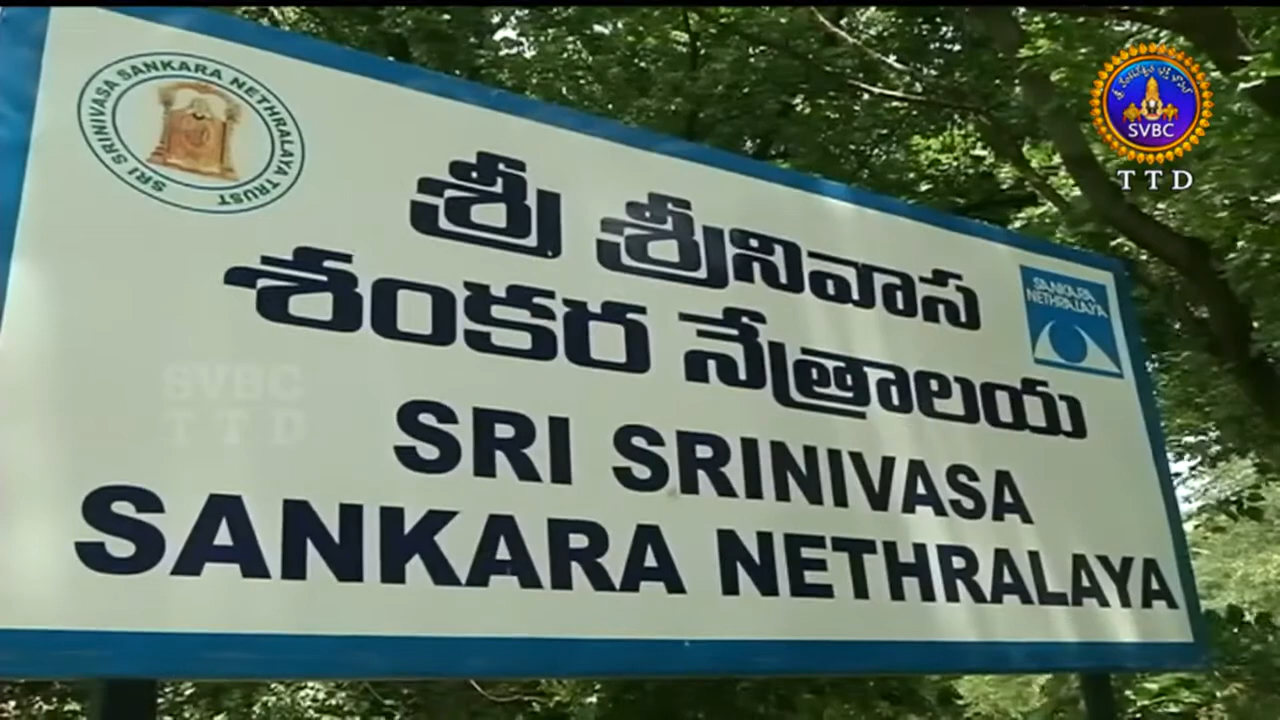 SRI SRINIVASA SANKARA NETHRALAYA TRUST
SVBC
TTD
శ్రీ శ్రీనివాస
శంకర నేత్రాలయ
SANKARA
NETHRALAYA
SVBC
TTD
SRI SRINIVASA
SANKARA NETHRALAYA